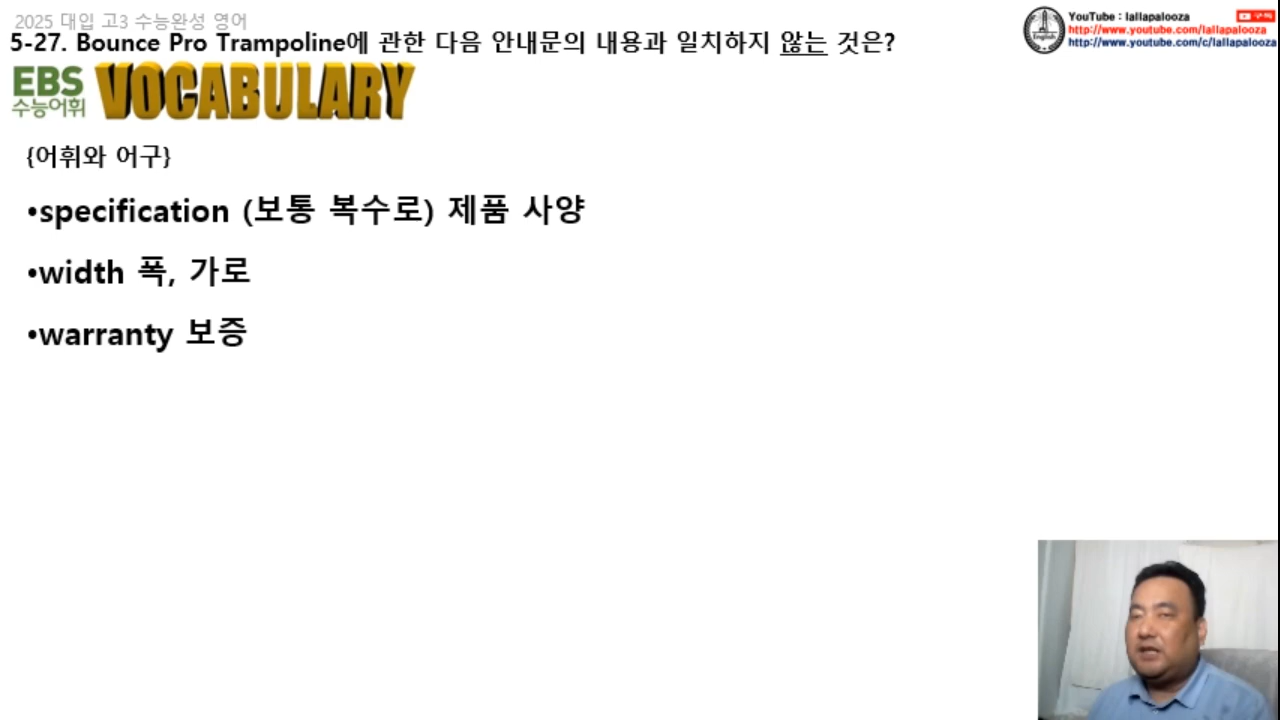 2025 대입 고3 수능완성 영어
5-27. Bounce Pro Trampoline에 관한 다음 안내문의 내용과 일치하지 않는 것은?
YouTube : lallapalooza
http://www.youtube.com/lallapalooza
http://www.youtube.com/c/lallapalooza
구독
English
EBS
수능어휘
VOCABULARY
{어휘와 어구}
•specification (보통 복수로) 제품 사양
•width 폭, 가로
•warranty 보증